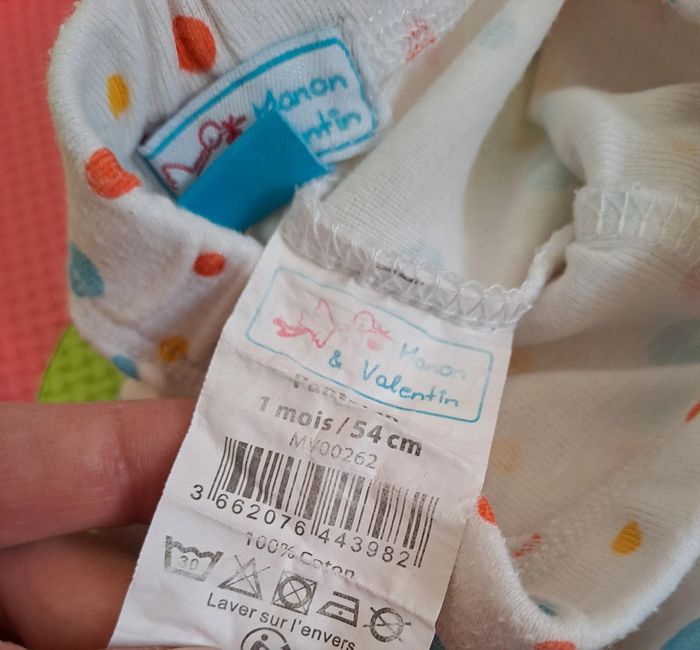 Manon
Manon
& Valentin
1 mois / 54 cm
MV00262
3 662076 443982
100% Coton
30
Laver sur l'envers